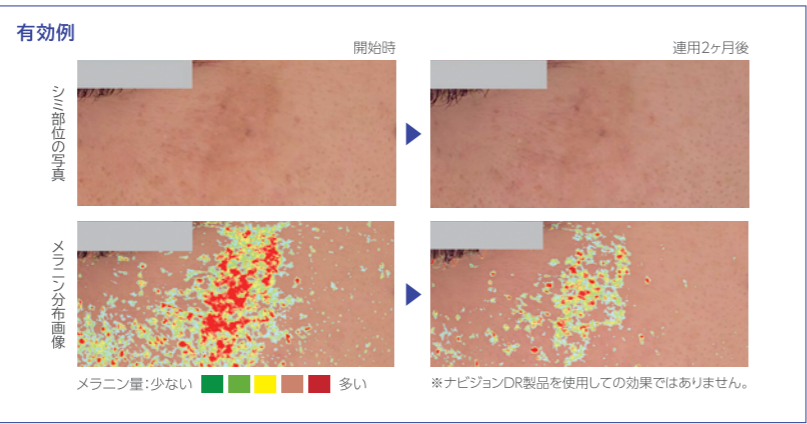 有効例
開始時
連用2ヶ月後
シミ部位の写真
メラニン分布画像
メラニン量:少ない
多い
※ナビジョンDR製品を使用しての効果ではありません。